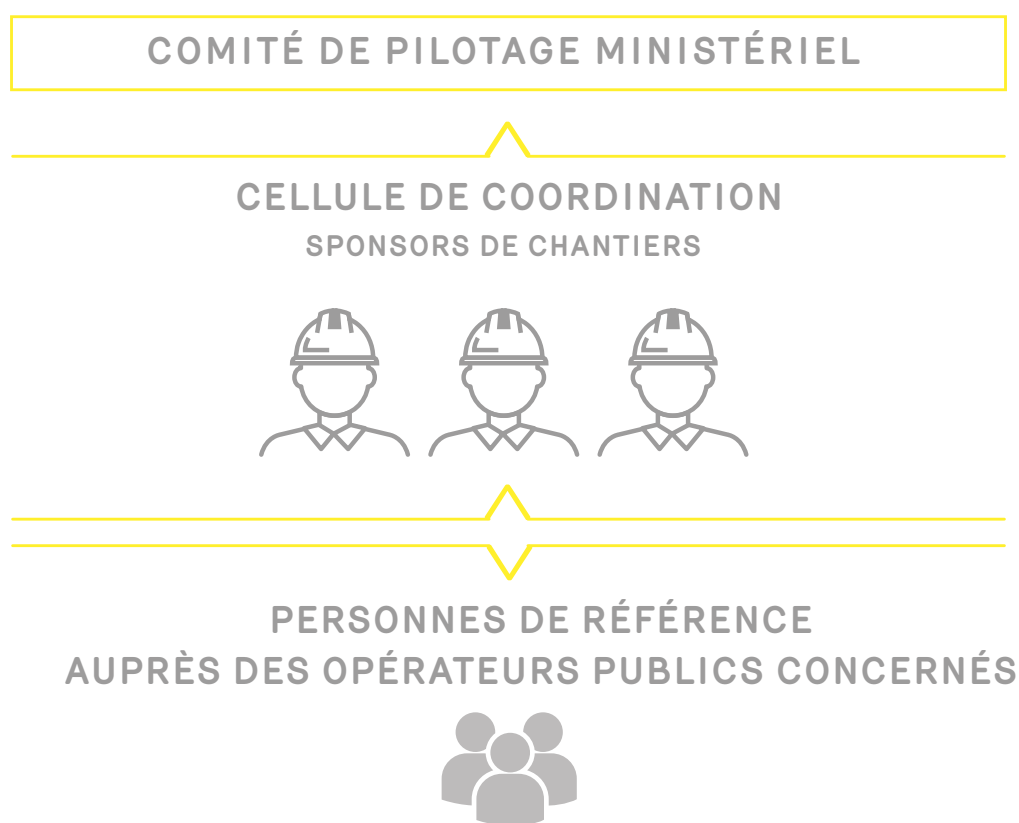 COMITÉ DE PILOTAGE MINISTÉRIEL
CELLULE DE COORDINATION
SPONSORS DE CHANTIERS
PERSONNES DE RÉFÉRENCE
AUPRÈS DES OPÉRATEURS PUBLICS CONCERNÉS